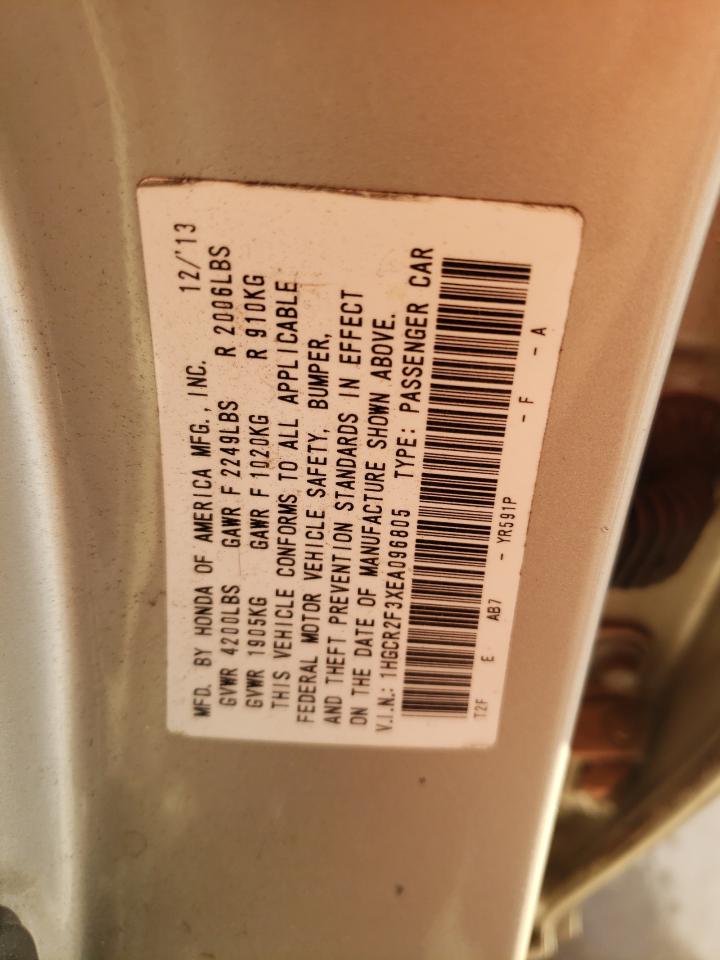 MFD. BY HONDA OF AMERICA MFG., INC. 12/'13
GVWR 4200LBS GAWR F 2249LBS R 2006LBS
GVWR 1905KG GAWR F 1020KG R 910KG
THIS VEHICLE CONFORMS TO ALL APPLICABLE
FEDERAL MOTOR VEHICLE SAFETY, BUMPER,
AND THEFT PREVENTION STANDARDS IN EFFECT
ON THE DATE OF MANUFACTURE SHOWN ABOVE.
V.I.N.: 1HGCR2F3XEA096805 TYPE: PASSENGER CAR
T2F E AB7 - YR591P - F - A